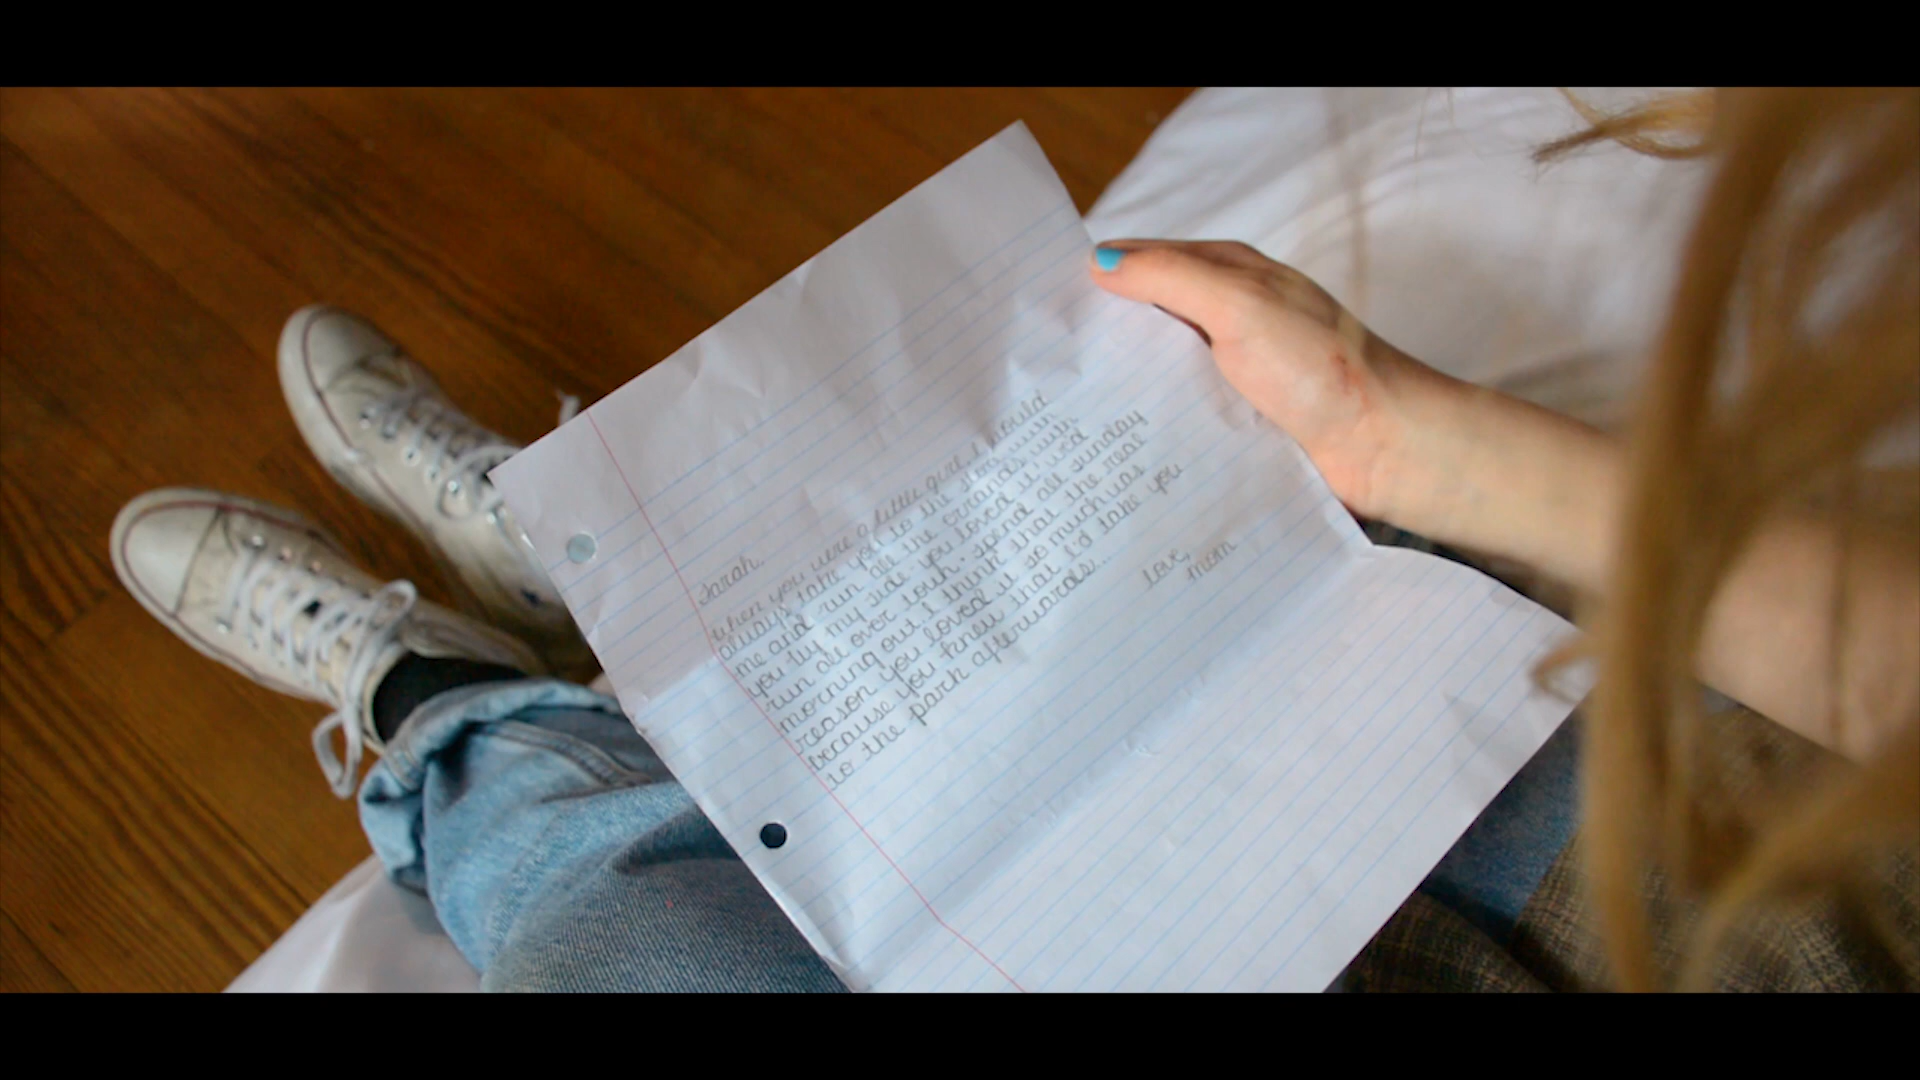 Sarah,
When you were a little girl I would
always take you to the you with
me and run all the errands with
you by my side. you loved it. we'd
run all over town. spend all sunday
morning out. I think that the real
reason you loved it so much was
because you knew that I'd take you
to the park afterwards...
Love,
Mom